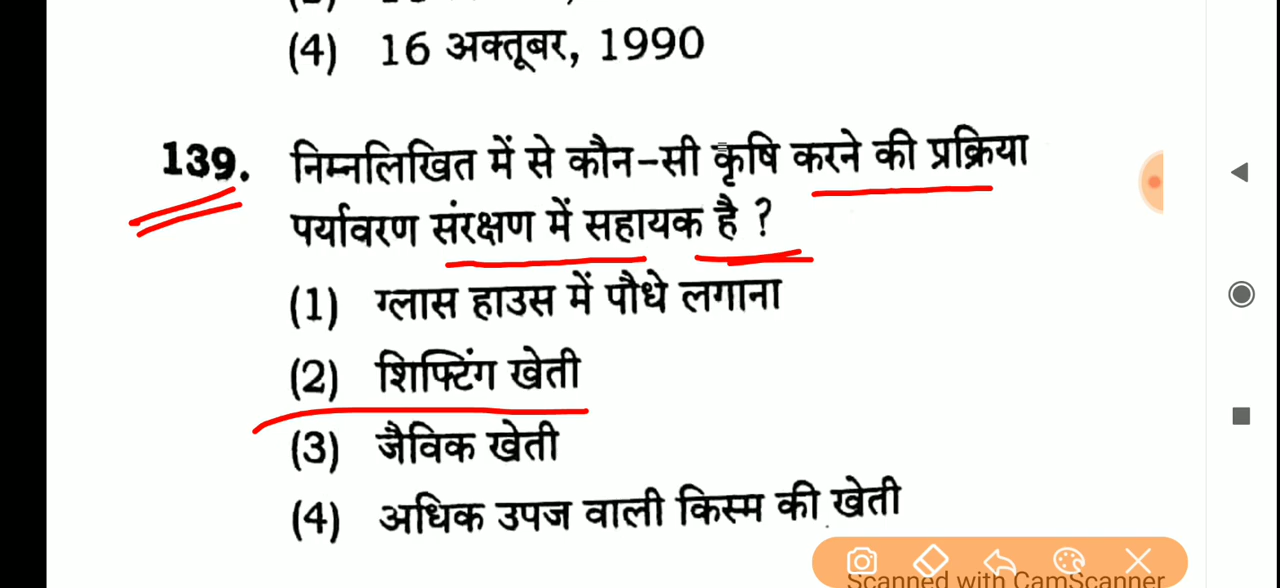 (4) 16 अक्तूबर, 1990
139. निम्नलिखित में से कौन-सी कृषि करने की प्रक्रिया
पर्यावरण संरक्षण में सहायक है ?
(1) ग्लास हाउस में पौधे लगाना
(2) शिफ्टिंग खेती
(3) जैविक खेती
(4) अधिक उपज वाली किस्म की खेती
Scanned with CamScanner